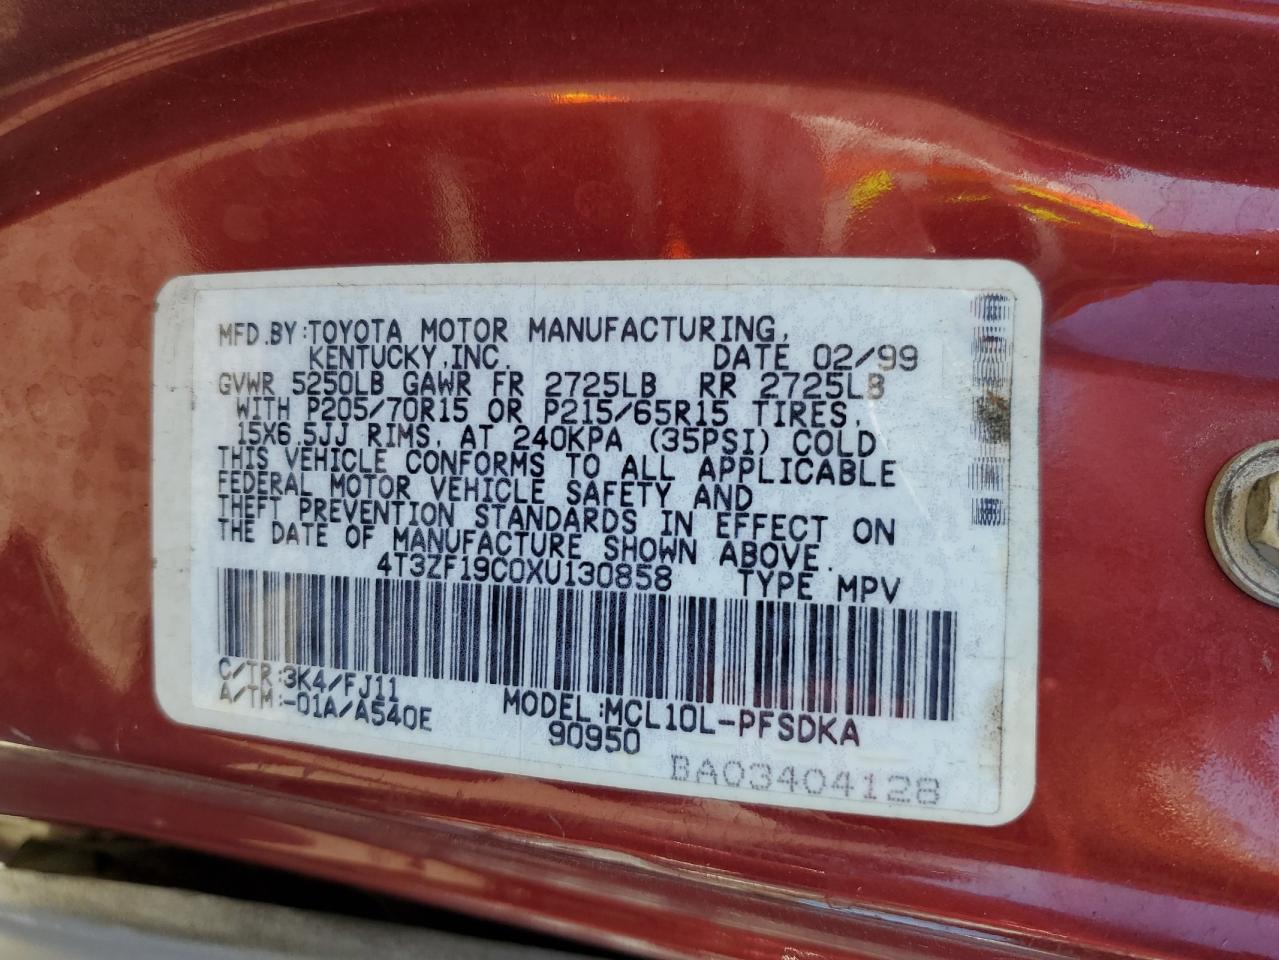 MFD.BY:TOYOTA MOTOR MANUFACTURING,
KENTUCKY,INC. DATE 02/99
GVWR 5250LB GAWR FR 2725LB RR 2725LB
WITH P205/70R15 OR P215/65R15 TIRES,
15X6.5JJ RIMS, AT 240KPA (35PSI) COLD
THIS VEHICLE CONFORMS TO ALL APPLICABLE
FEDERAL MOTOR VEHICLE SAFETY AND
THEFT PREVENTION STANDARDS IN EFFECT ON
THE DATE OF MANUFACTURE SHOWN ABOVE.
4T3ZF19C0XU130858 TYPE MPV
C/TR:3K4/FJ11
A/TM:-01A/A540E
MODEL:MCL10L-PFSDKA
90950
BA03404128